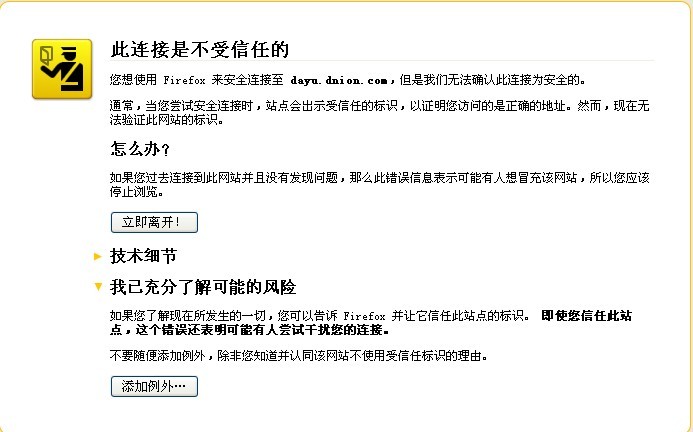 此连接是不受信任的
您想使用 Firefox 来安全连接至 dayu.dnion.com，但是我们无法确认此连接为安全的。
通常，当您尝试安全连接时，站点会出示受信任的标识，以证明您访问的是正确的地址。然而，现在无
法验证此网站的标识。
怎么办?
如果您过去连接到此网站并且没有发现问题，那么此错误信息表示可能有人想冒充该网站，所以您应该
停止浏览。
立即离开！
技术细节
我已充分了解可能的风险
如果您了解现在所发生的一切，您可以告诉 Firefox 并让它信任此站点的标识。 即使您信任此站
点，这个错误还表明可能有人尝试干扰您的连接。
不要随便添加例外，除非您知道并认同该网站不使用受信任标识的理由。
添加例外…